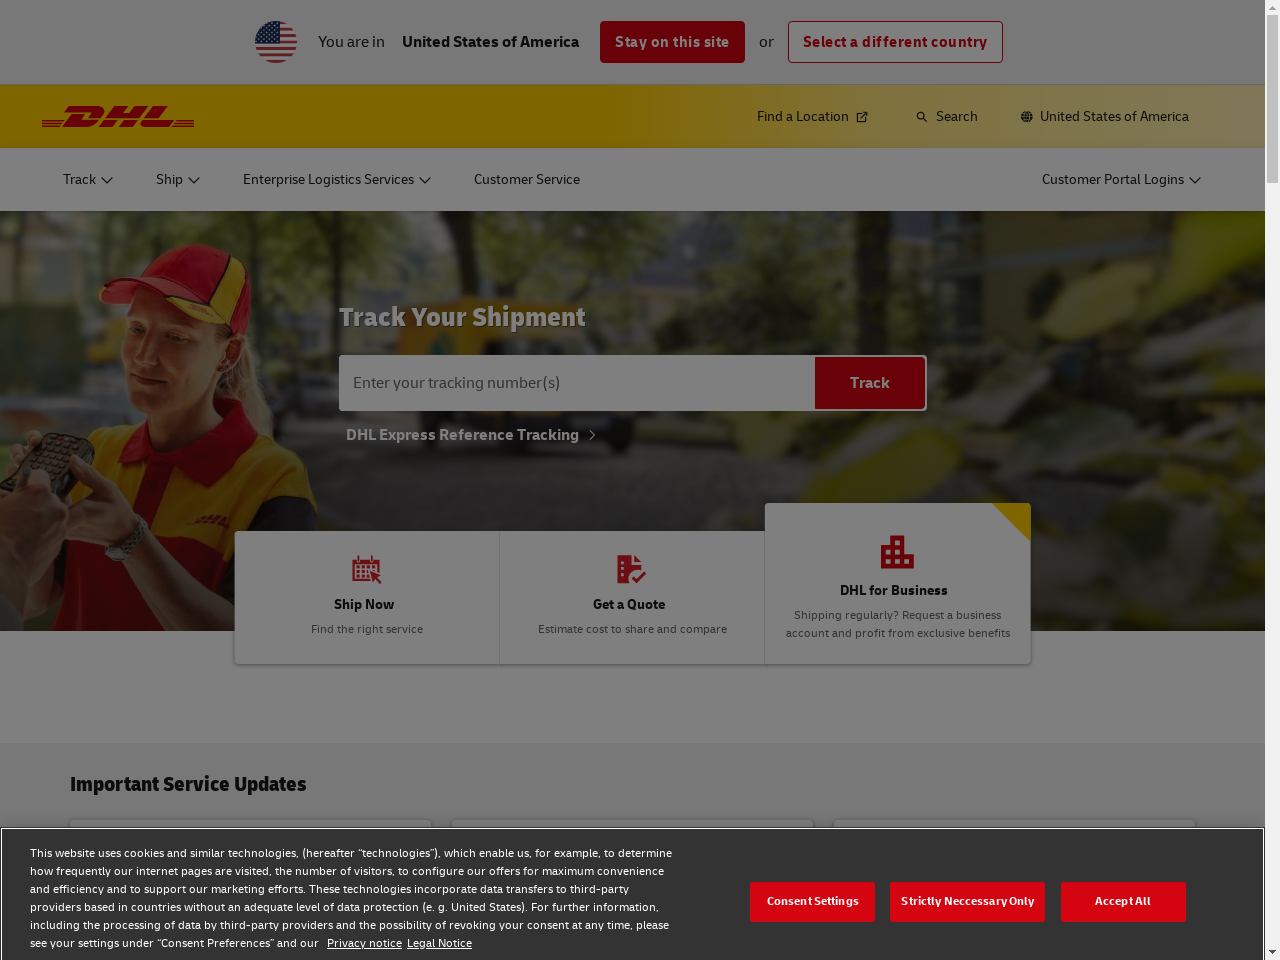 You are in United States of America Stay on this site or Select a different country
DHL
Find a Location Search United States of America
Track Ship Enterprise Logistics Services Customer Service Customer Portal Logins
Track Your Shipment
Enter your tracking number(s) Track
DHL Express Reference Tracking
Ship Now
Find the right service
Get a Quote
Estimate cost to share and compare
DHL for Business
Shipping regularly? Request a business
account and profit from exclusive benefits
Important Service Updates
This website uses cookies and similar technologies, (hereafter “technologies”), which enable us, for example, to determine
how frequently our internet pages are visited, the number of visitors, to configure our offers for maximum convenience
and efficiency and to support our marketing efforts. These technologies incorporate data transfers to third-party
providers based in countries without an adequate level of data protection (e. g. United States). For further information,
including the processing of data by third-party providers and the possibility of revoking your consent at any time, please
see your settings under “Consent Preferences” and our Privacy notice Legal Notice
Consent Settings Strictly Neccessary Only Accept All